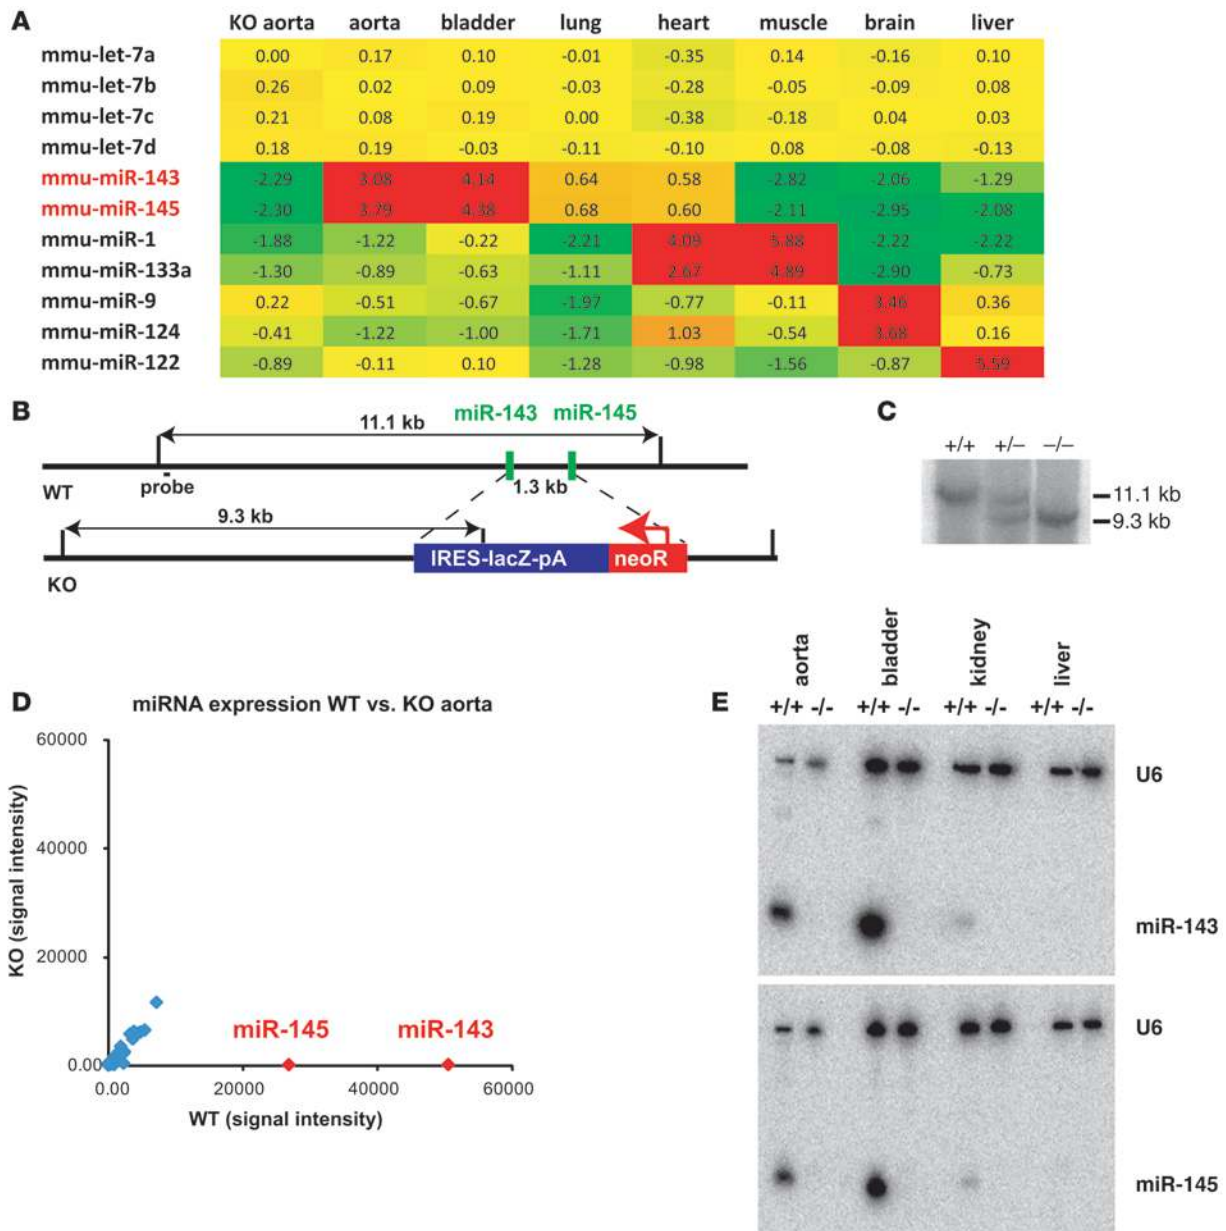 A
KO aorta aorta bladder lung heart muscle brain liver
mmu-let-7a 0.00 0.17 0.10 -0.01 -0.35 0.14 -0.16 0.10
mmu-let-7b 0.26 0.02 0.09 -0.03 -0.28 -0.05 -0.09 0.08
mmu-let-7c 0.21 0.08 0.19 0.00 -0.38 -0.18 0.04 0.03
mmu-let-7d 0.18 0.19 -0.03 -0.11 -0.10 0.08 -0.08 -0.13
mmu-miR-143 -2.29 3.08 4.14 0.64 0.58 -2.82 -2.06 -1.29
mmu-miR-145 -2.30 3.79 4.38 0.68 0.60 -2.11 -2.95 -2.08
mmu-miR-1 -1.88 -1.22 -0.22 -2.21 4.09 5.88 -2.22 -2.22
mmu-miR-133a -1.30 -0.89 -0.63 -1.11 2.67 4.89 -2.90 -0.73
mmu-miR-9 0.22 -0.51 -0.67 -1.97 -0.77 -0.11 3.46 0.36
mmu-miR-124 -0.41 -1.22 -1.00 -1.71 1.03 -0.54 3.68 0.16
mmu-miR-122 -0.89 -0.11 0.10 -1.28 -0.98 -1.56 -0.87 5.59
B
miR-143 miR-145
11.1 kb
WT
probe
1.3 kb
9.3 kb
IRES-lacZ-pA neoR
KO
C
+/+ +/– –/–
11.1 kb
9.3 kb
D
miRNA expression WT vs. KO aorta
KO (signal intensity)
60000
40000
20000
0.00
miR-145 miR-143
0.00 20000 40000 60000
WT (signal intensity)
E
aorta bladder kidney liver
+/+ -/- +/+ -/- +/+ -/- +/+ -/-
U6
miR-143
U6
miR-145